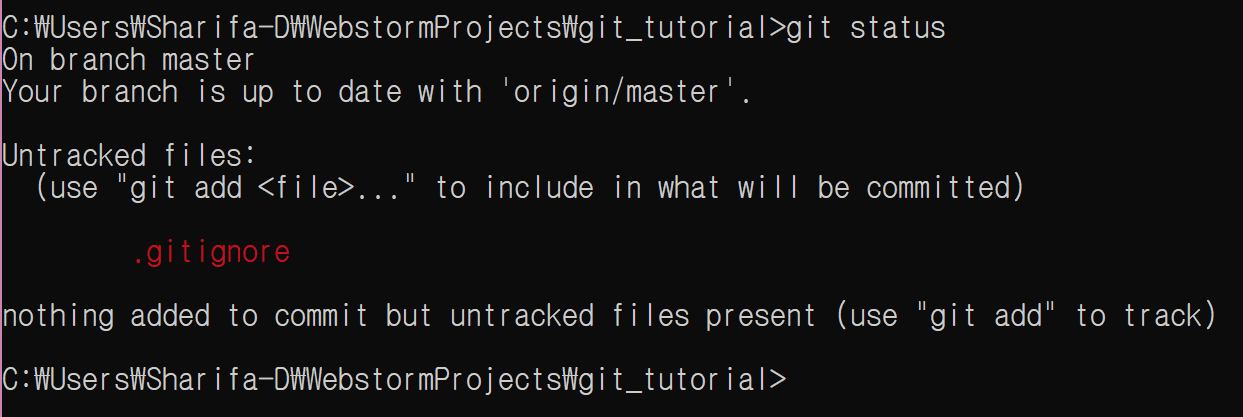 C:₩Users₩Sharifa-D₩WebstormProjects₩git_tutorial>git status
On branch master
Your branch is up to date with 'origin/master'.
Untracked files:
(use "git add <file>..." to include in what will be committed)
.gitignore
nothing added to commit but untracked files present (use "git add" to track)
C:₩Users₩Sharifa-D₩WebstormProjects₩git_tutorial>